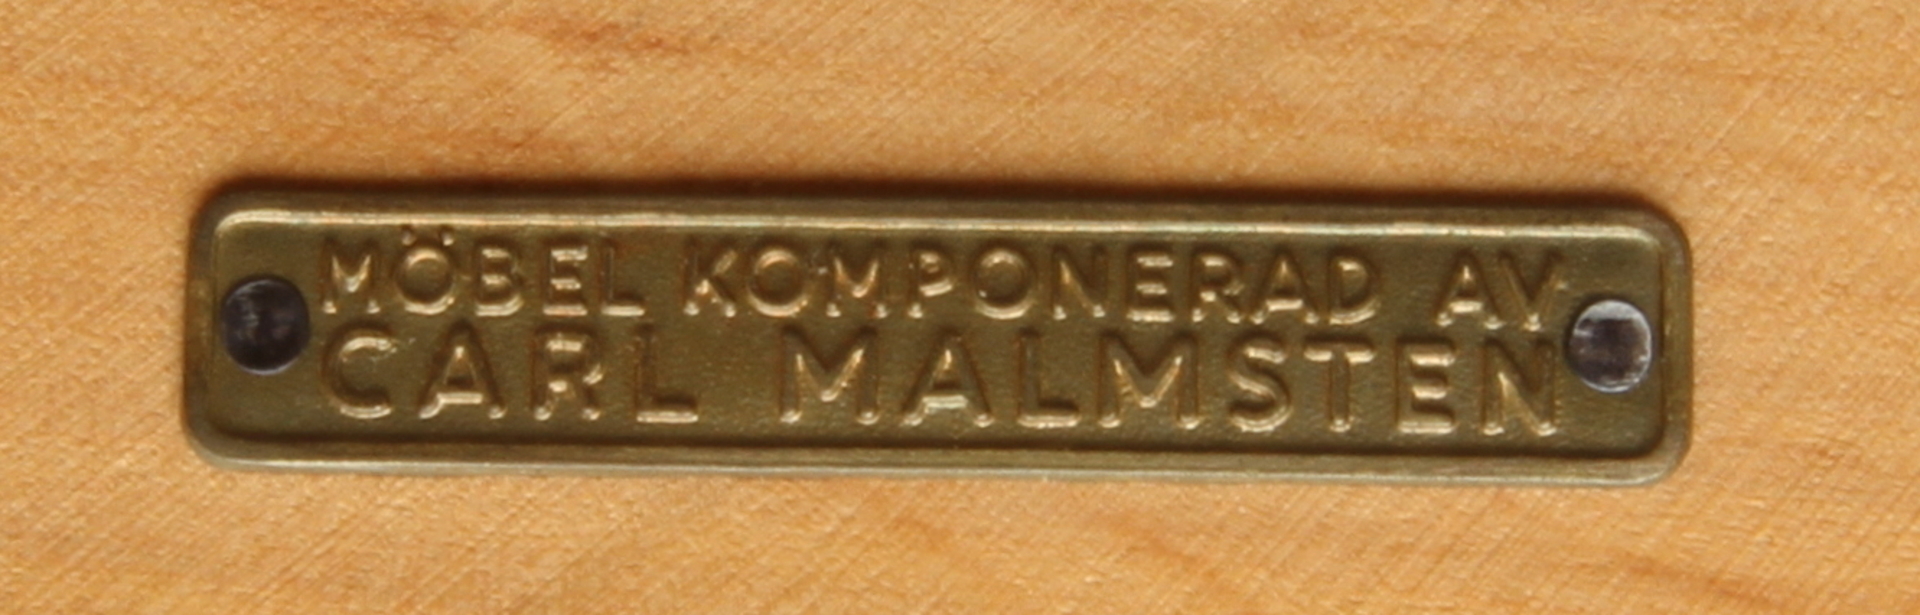 MÖBEL KOMPONERAD AV
CARL MALMSTEN